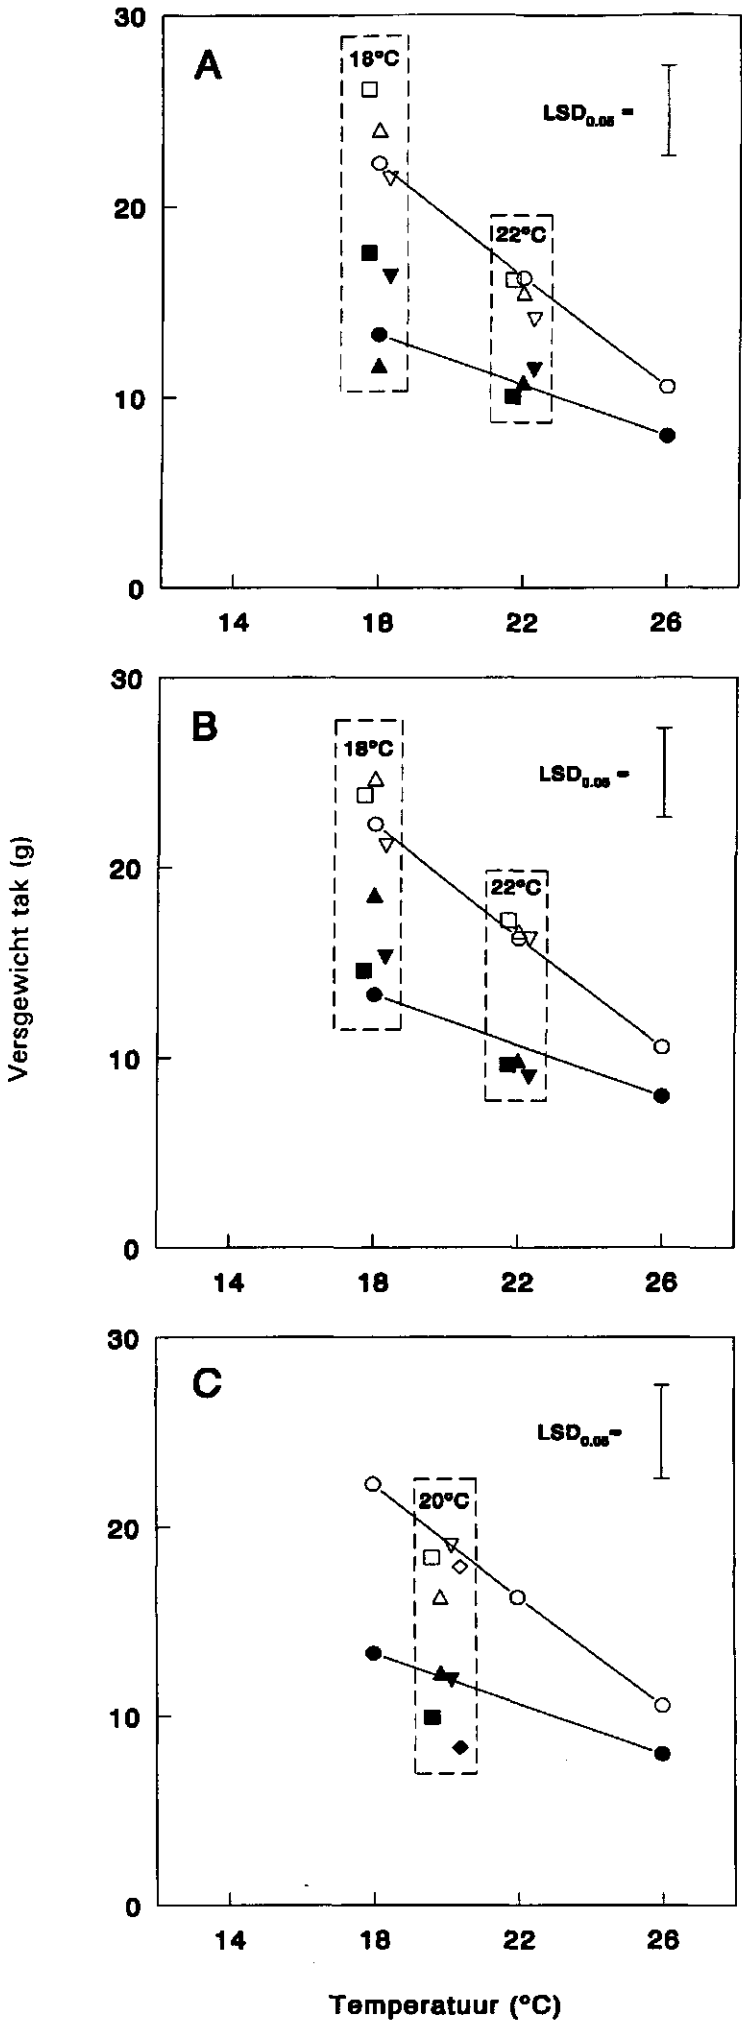 30
A
18°C
LSD0.05 =
20
22°C
10
0
14 18 22 26
30
B
18°C
LSD0.05 =
20
22°C
10
0
14 18 22 26
30
C
LSD0.05=
20°C
20
10
0
14 18 22 26
Versgewicht tak (g)
Temperatuur (°C)